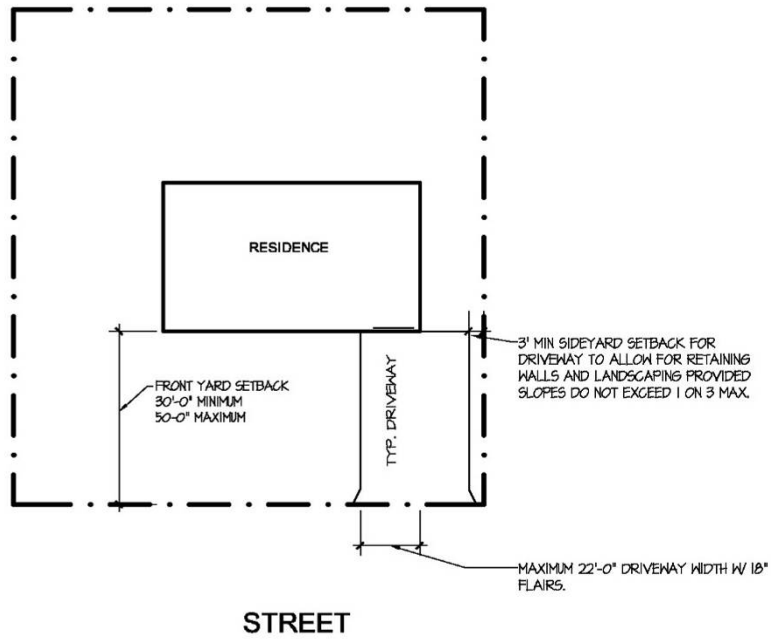 RESIDENCE
3' MIN SIDEYARD SETBACK FOR
DRIVEWAY TO ALLOW FOR RETAINING
WALLS AND LANDSCAPING PROVIDED
SLOPES DO NOT EXCEED 1 ON 3 MAX.
FRONT YARD SETBACK
30'-0" MINIMUM
50-0" MAXIMUM
TYP. DRIVEWAY
MAXIMUM 22'-0" DRIVEWAY WIDTH W/ 18"
FLAIRS.
STREET